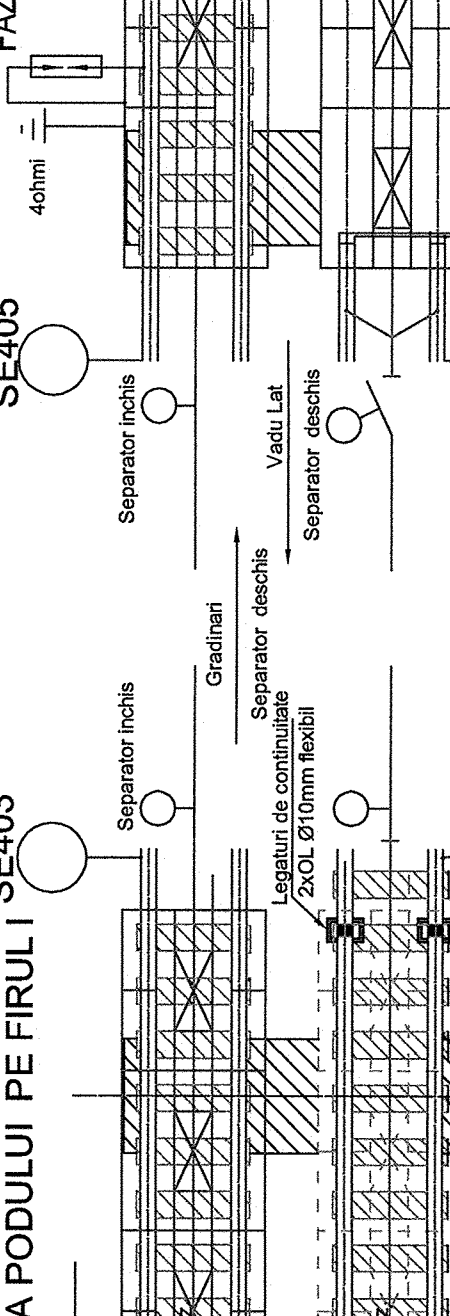 A PODULUI PE FIRUL I
SE403
SE405
FAZ
4ohmi
Separator inchis
Separator inchis
Gradinari
Vadu Lat
Separator deschis
Separator deschis
Legaturi de continuitate
2xOL Ø10mm flexibil